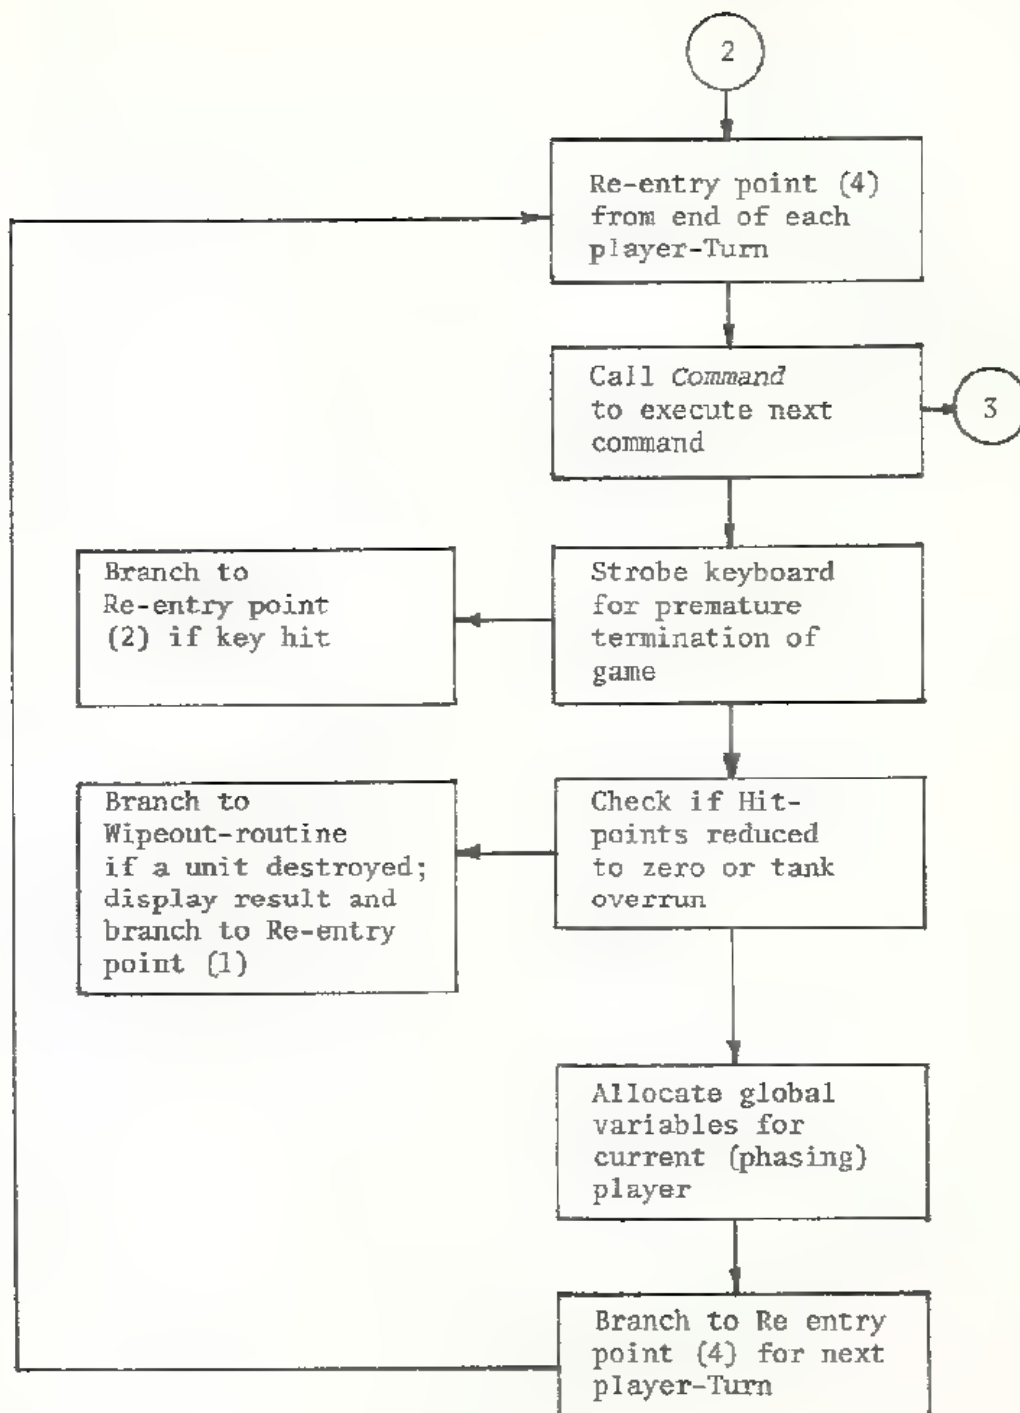 2
Re-entry point (4)
from end of each
player-Turn
Call Command
to execute next
command
3
Strobe keyboard
for premature
termination of
game
Branch to
Re-entry point
(2) if key hit
Check if Hit-
points reduced
to zero or tank
overrun
Branch to
Wipeout-routine
if a unit destroyed;
display result and
branch to Re-entry
point (1)
Allocate global
variables for
current (phasing)
player
Branch to Re entry
point (4) for next
player-Turn